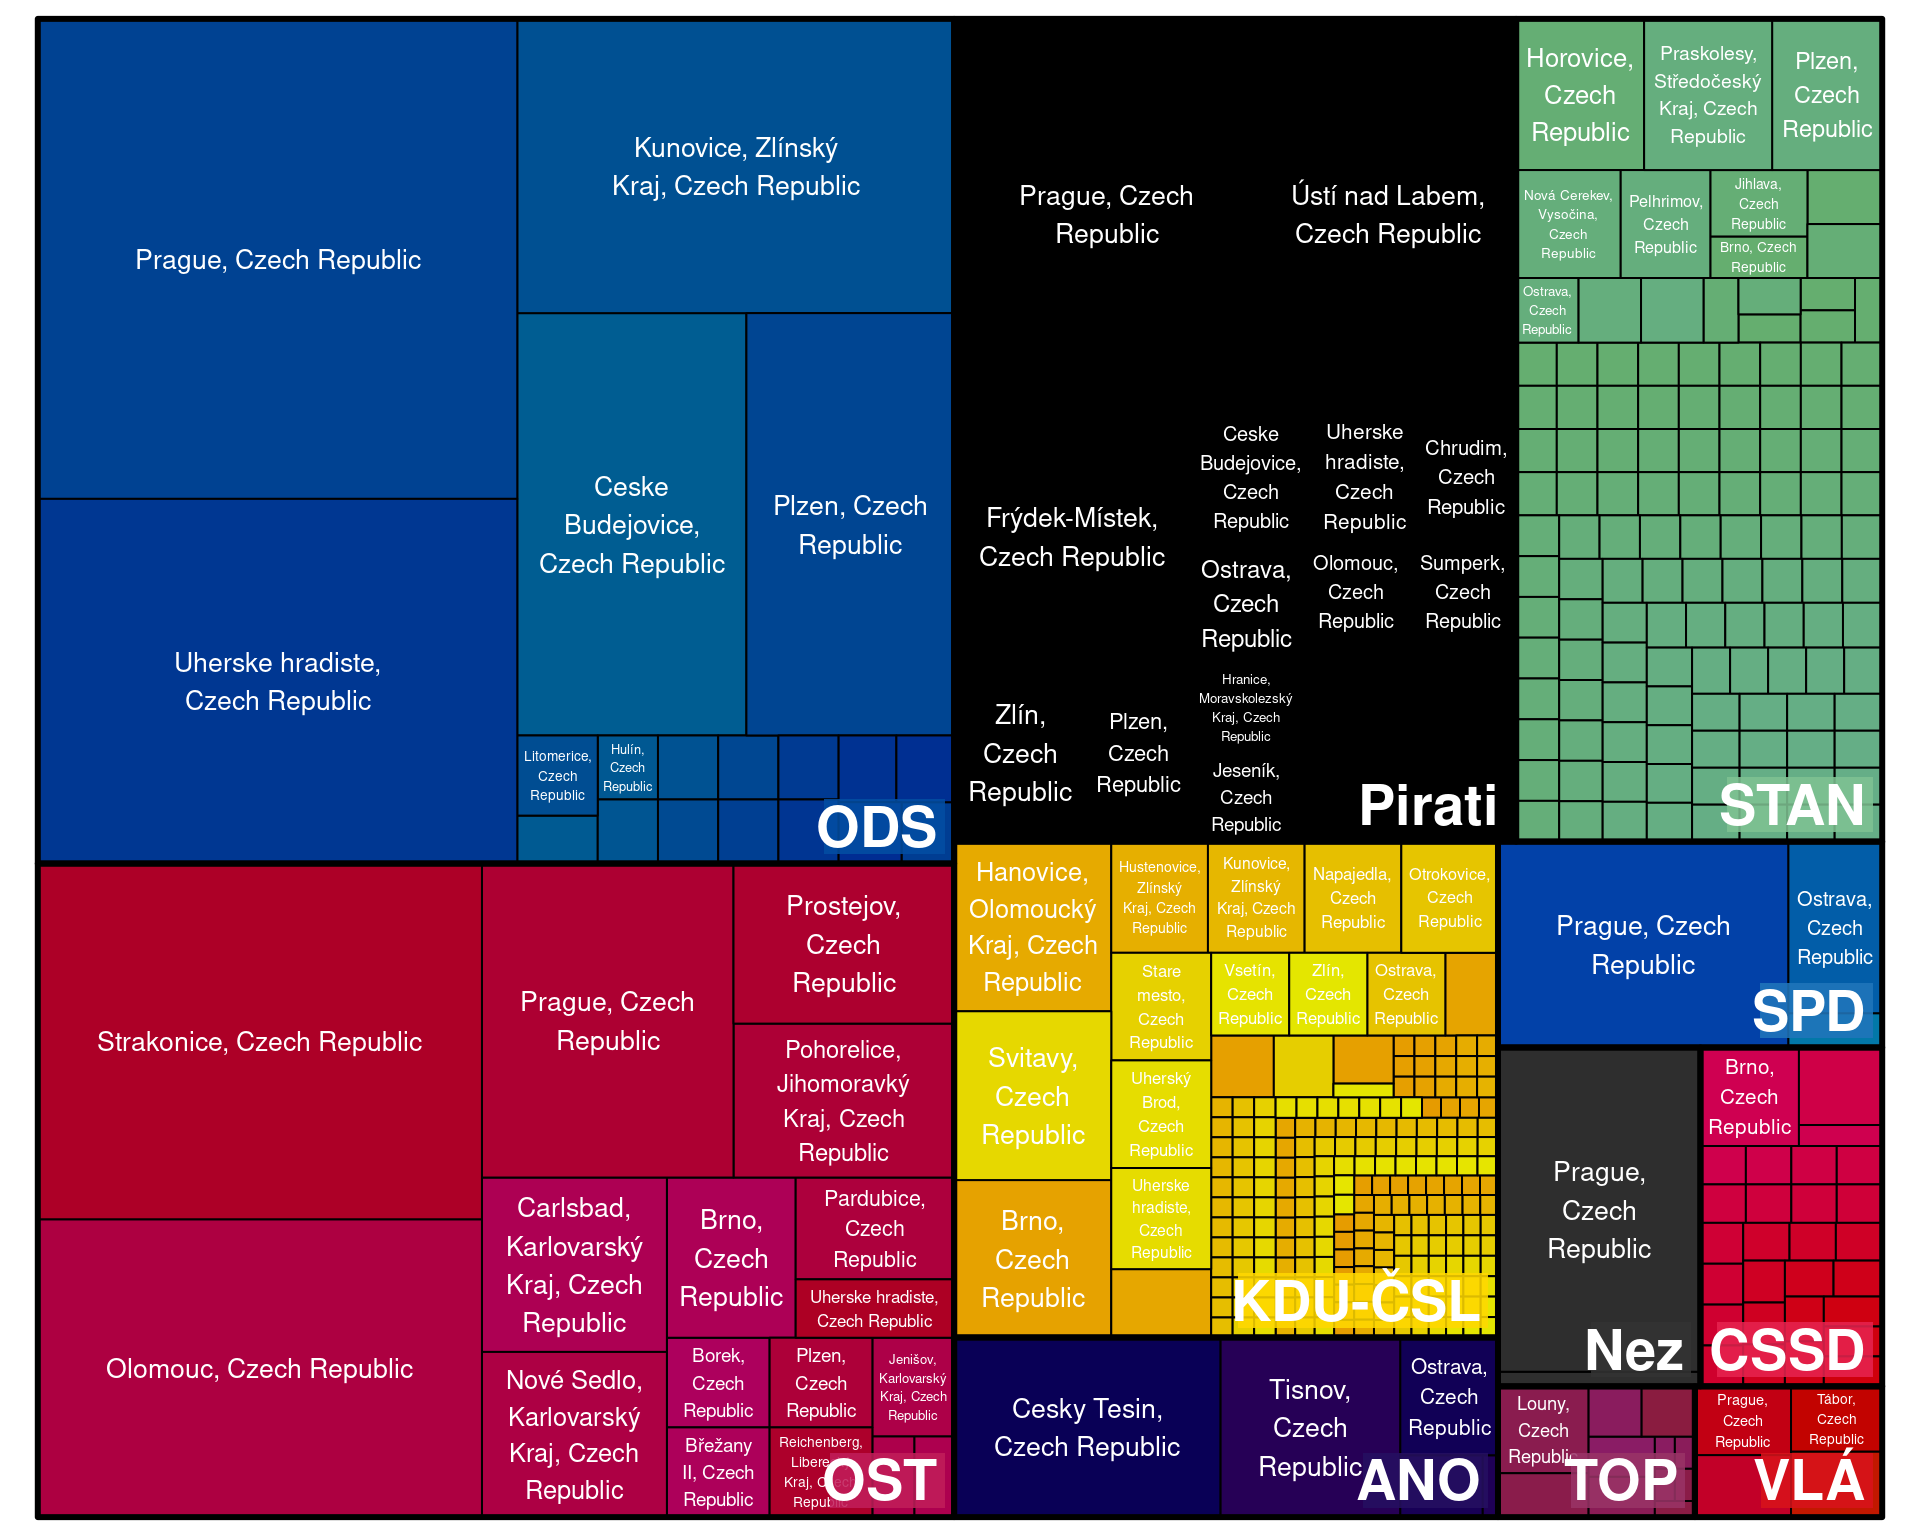 Prague, Czech Republic
Kunovice, Zlínský
Kraj, Czech Republic
Uherske hradiste,
Czech Republic
Ceske
Budejovice,
Czech Republic
Plzen, Czech
Republic
Litomerice,
Czech
Republic
Hulín,
Czech
Republic
ODS
Prague, Czech
Republic
Ústí nad Labem,
Czech Republic
Frýdek-Místek,
Czech Republic
Ceske
Budejovice,
Czech
Republic
Uherske
hradiste,
Czech
Republic
Chrudim,
Czech
Republic
Ostrava,
Czech
Republic
Olomouc,
Czech
Republic
Sumperk,
Czech
Republic
Zlín,
Czech
Republic
Plzen,
Czech
Republic
Hranice,
Moravskolezský
Kraj, Czech
Republic
Jeseník,
Czech
Republic
Pirati
Horovice,
Czech
Republic
Praskolesy,
Středočeský
Kraj, Czech
Republic
Plzen,
Czech
Republic
Nová Cerekev,
Vysočina,
Czech
Republic
Pelhrimov,
Czech
Republic
Jihlava,
Czech
Republic
Brno, Czech
Republic
Ostrava,
Czech
Republic
STAN
Strakonice, Czech Republic
Olomouc, Czech Republic
Prague, Czech
Republic
Prostejov,
Czech
Republic
Pohorelice,
Jihomoravký
Kraj, Czech
Republic
Carlsbad,
Karlovarský
Kraj, Czech
Republic
Nové Sedlo,
Karlovarský
Kraj, Czech
Republic
Brno,
Czech
Republic
Pardubice,
Czech
Republic
Uherske hradiste,
Czech Republic
Borek,
Czech
Republic
Plzen,
Czech
Republic
Jenišov,
Karlovarský
Kraj, Czech
Republic
Břežany
II, Czech
Republic
Reichenberg,
Kraj,
OST
Hanovice,
Olomoucký
Kraj, Czech
Republic
Svitavy,
Czech
Republic
Brno,
Czech
Republic
Hustenovice,
Zlínský
Kraj, Czech
Republic
Kunovice,
Zlínský
Kraj, Czech
Republic
Napajedla,
Czech
Republic
Otrokovice,
Czech
Republic
Stare
mesto,
Czech
Republic
Vsetín,
Czech
Republic
Zlín,
Czech
Republic
Ostrava,
Czech
Republic
Uherský
Brod,
Czech
Republic
Uherske
hradiste,
Czech
Republic
KDU-ČSL
Cesky Tesin,
Czech Republic
Tisnov,
Czech
Republic
Ostrava,
Czech
Republic
ANO
Prague, Czech
Republic
Ostrava,
Czech
Republic
SPD
Prague,
Czech
Republic
Nez
Brno,
Czech
Republic
CSSD
Louny,
Czech
Republic
TOP
Prague,
Czech
Republic
Tábor,
Czech
Republic
VLÁ